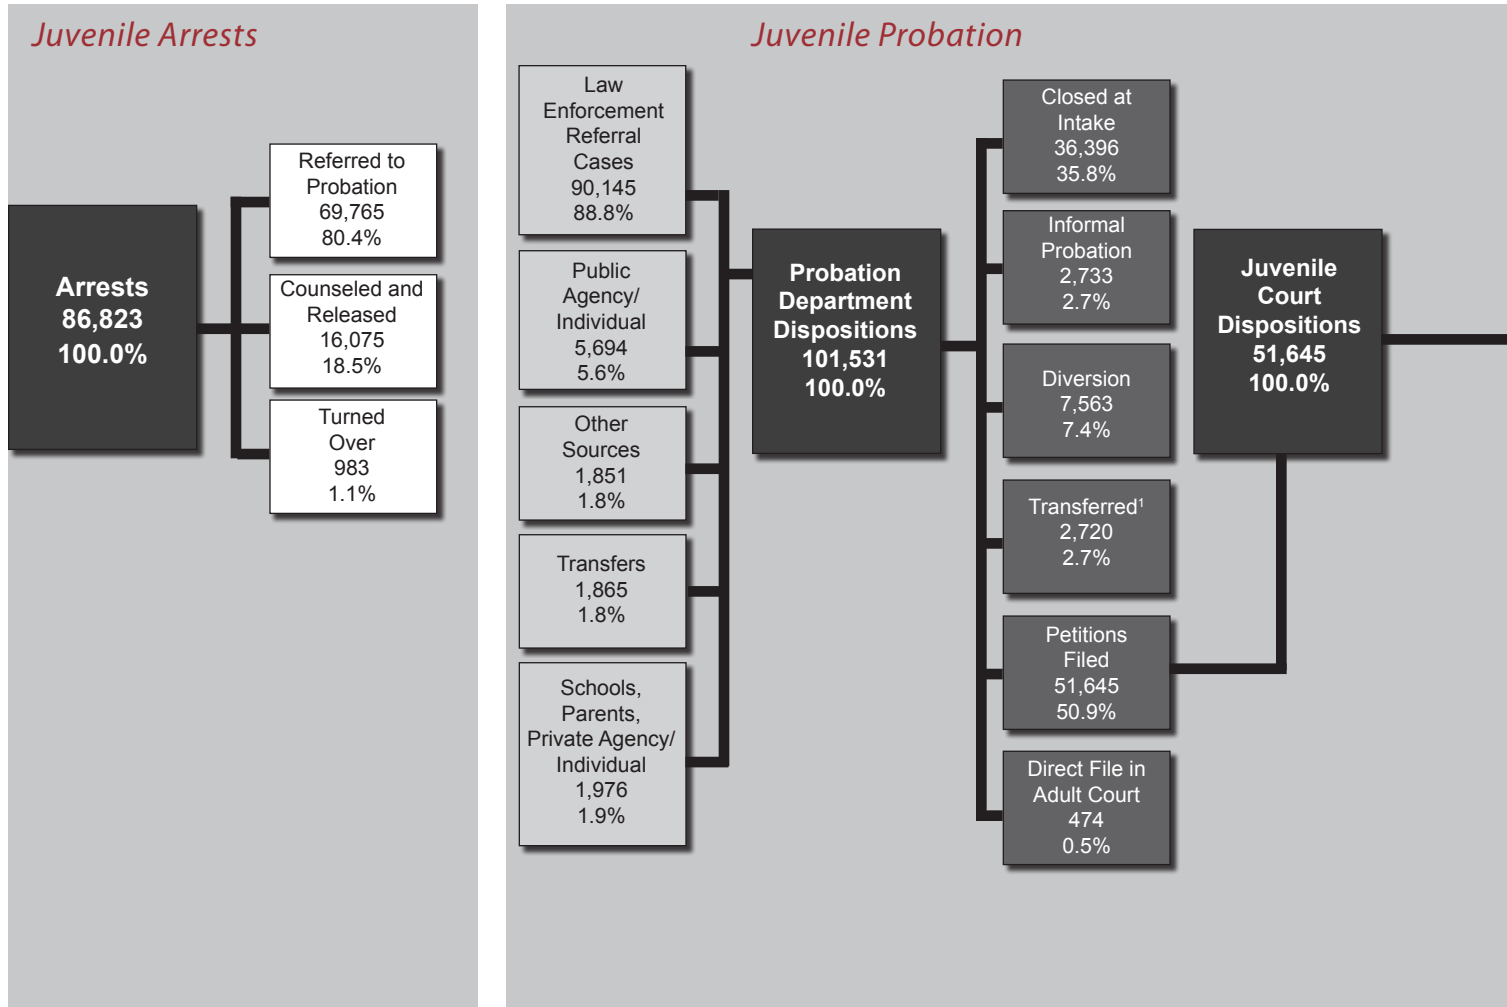 Juvenile Arrests
Arrests
86,823
100.0%
Referred to
Probation
69,765
80.4%
Counseled and
Released
16,075
18.5%
Turned
Over
983
1.1%
Juvenile Probation
Law
Enforcement
Referral
Cases
90,145
88.8%
Public
Agency/
Individual
5,694
5.6%
Other
Sources
1,851
1.8%
Transfers
1,865
1.8%
Schools,
Parents,
Private Agency/
Individual
1,976
1.9%
Probation
Department
Dispositions
101,531
100.0%
Closed at
Intake
36,396
35.8%
Informal
Probation
2,733
2.7%
Diversion
7,563
7.4%
Transferred¹
2,720
2.7%
Petitions
Filed
51,645
50.9%
Direct File in
Adult Court
474
0.5%
Juvenile
Court
Dispositions
51,645
100.0%